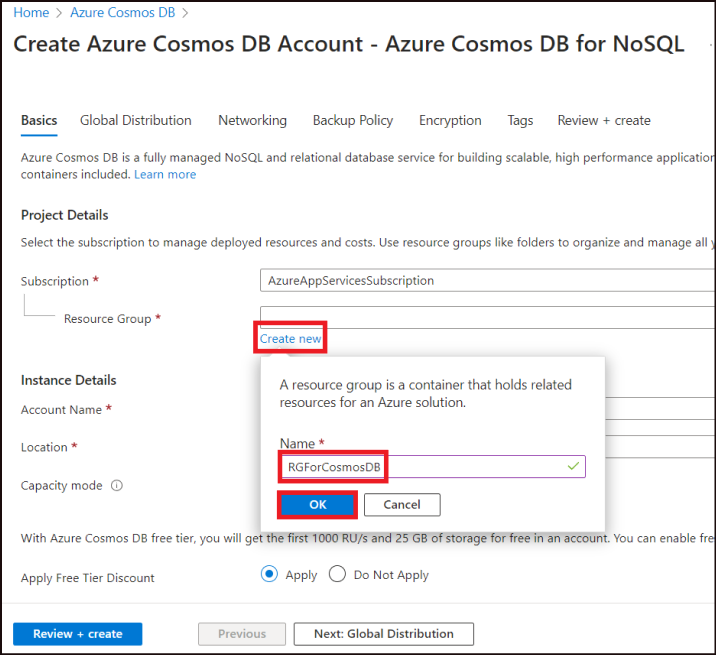 Home > Azure Cosmos DB >
Create Azure Cosmos DB Account - Azure Cosmos DB for NoSQL
Basics Global Distribution Networking Backup Policy Encryption Tags Review + create
Azure Cosmos DB is a fully managed NoSQL and relational database service for building scalable, high performance application
containers included. Learn more
Project Details
Select the subscription to manage deployed resources and costs. Use resource groups like folders to organize and manage all y
Subscription * AzureAppServicesSubscription
Resource Group *
Create new
A resource group is a container that holds related
resources for an Azure solution.
Name *
RGForCosmosDB
OK Cancel
Instance Details
Account Name *
Location *
Capacity mode
With Azure Cosmos DB free tier, you will get the first 1000 RU/s and 25 GB of storage for free in an account. You can enable fre
Apply Free Tier Discount Apply Do Not Apply
Review + create Previous Next: Global Distribution